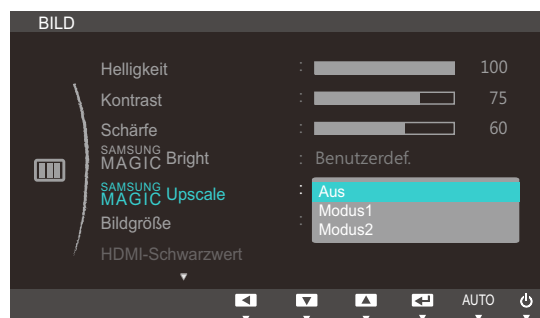 BILD
Helligkeit : 100
Kontrast : 75
Schärfe : 60
SAMSUNG MAGIC Bright : Benutzerdef.
SAMSUNG MAGIC Upscale : Aus
Modus1
Modus2
Bildgröße :
HDMI-Schwarzwert
AUTO